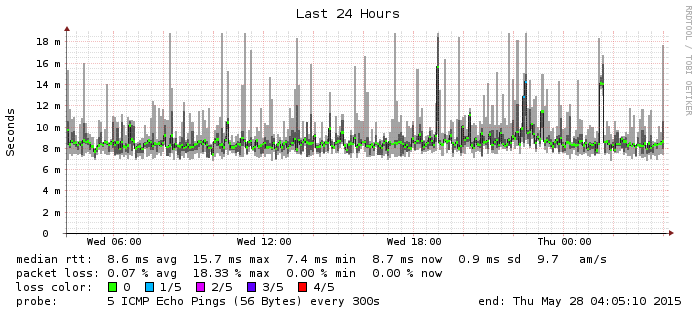 Last 24 Hours
RRDTOOL / TOBI OETIKER
Seconds
18 m
16 m
14 m
12 m
10 m
8 m
6 m
4 m
2 m
0
Wed 06:00 Wed 12:00 Wed 18:00 Thu 00:00
median rtt: 8.6 ms avg 15.7 ms max 7.4 ms min 8.7 ms now 0.9 ms sd 9.7 am/s
packet loss: 0.07 % avg 18.33 % max 0.00 % min 0.00 % now
loss color: 0 1/5 2/5 3/5 4/5
probe: 5 ICMP Echo Pings (56 Bytes) every 300s end: Thu May 28 04:05:10 2015